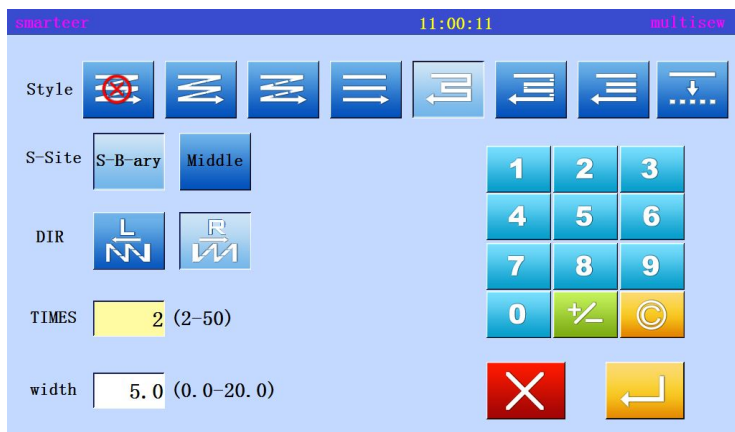 smarteer 11:00:11 multisew
Style
S-Site S-B-ary Middle
1 2 3
DIR L R
4 5 6
7 8 9
TIMES 2 (2-50)
0 +/- ©
width 5.0 (0.0-20.0)